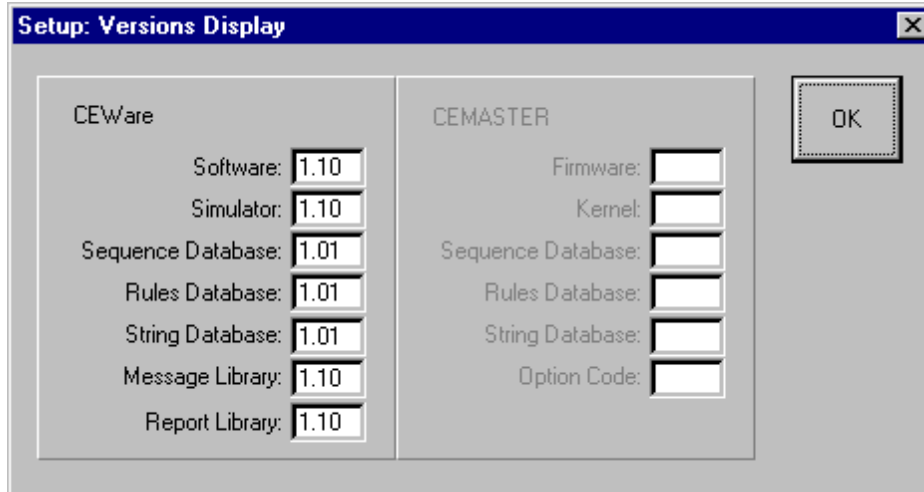 Setup: Versions Display
CEWare
Software: 1.10
Simulator: 1.10
Sequence Database: 1.01
Rules Database: 1.01
String Database: 1.01
Message Library: 1.10
Report Library: 1.10
CEMASTER
Firmware:
Kernel:
Sequence Database:
Rules Database:
String Database:
Option Code:
OK